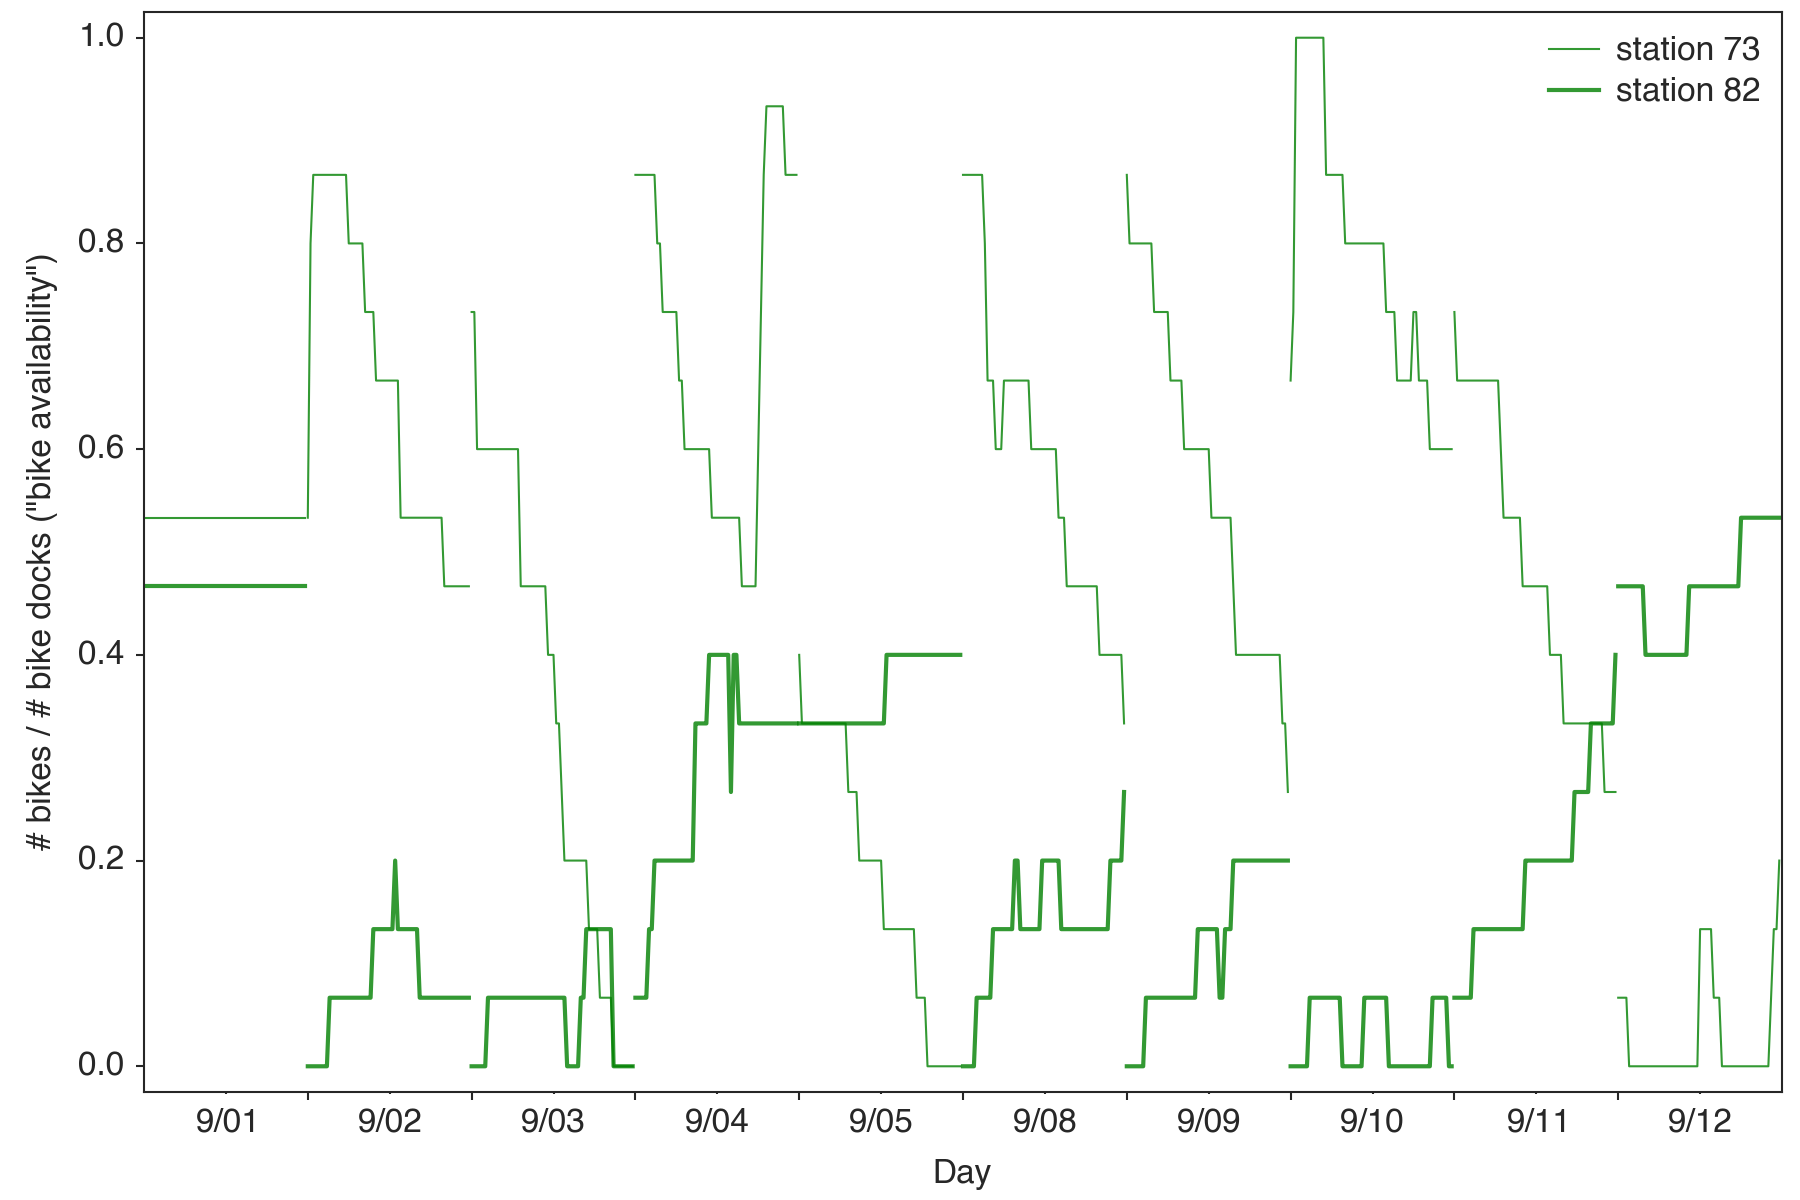 station 73
station 82
1.0
0.8
0.6
0.4
0.2
0.0
# bikes / # bike docks ("bike availability")
9/01 9/02 9/03 9/04 9/05 9/08 9/09 9/10 9/11 9/12
Day